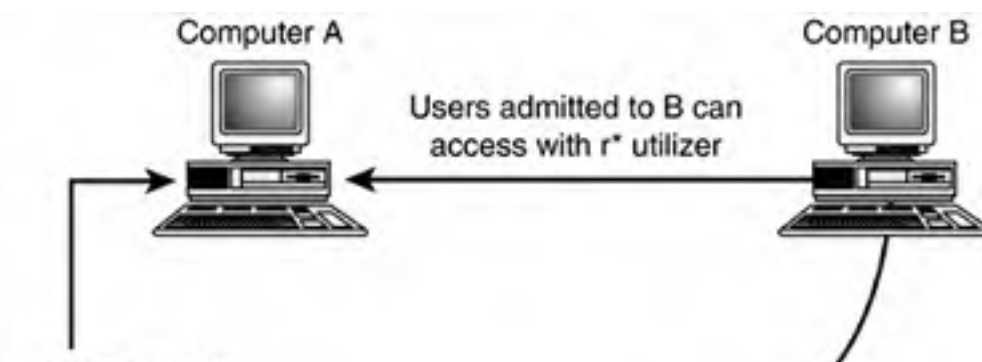 Computer A
Computer B
Users admitted to B can
access with r* utilizer